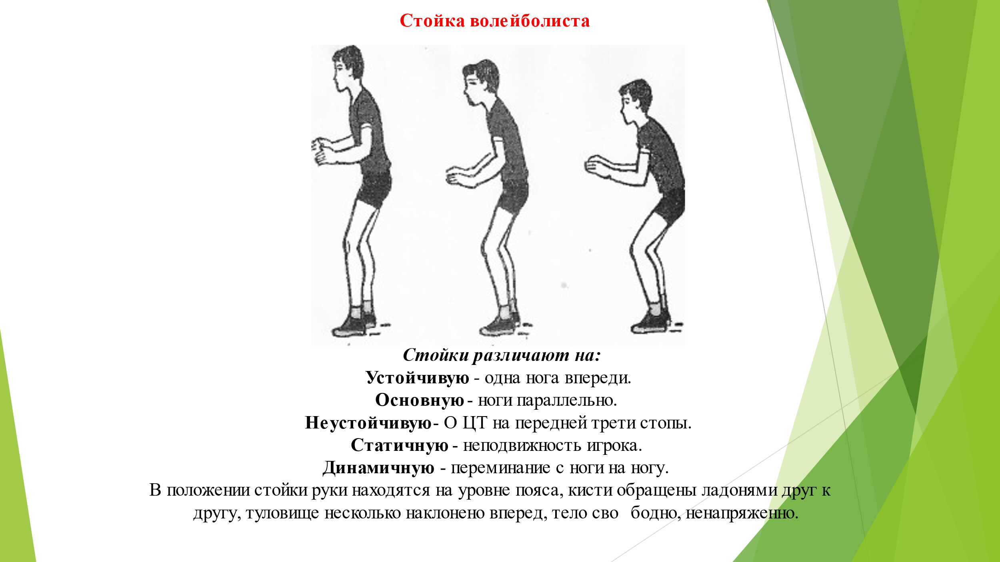 Стойка волейболиста
Стойки различают на:
Устойчивую - одна нога впереди.
Основную - ноги параллельно.
Неустойчивую- О ЦТ на передней трети стопы.
Статичную - неподвижность игрока.
Динамичную - переминание с ноги на ногу.
В положении стойки руки находятся на уровне пояса, кисти обращены ладонями друг к
другу, туловище несколько наклонено вперед, тело сво бодно, ненапряженно.